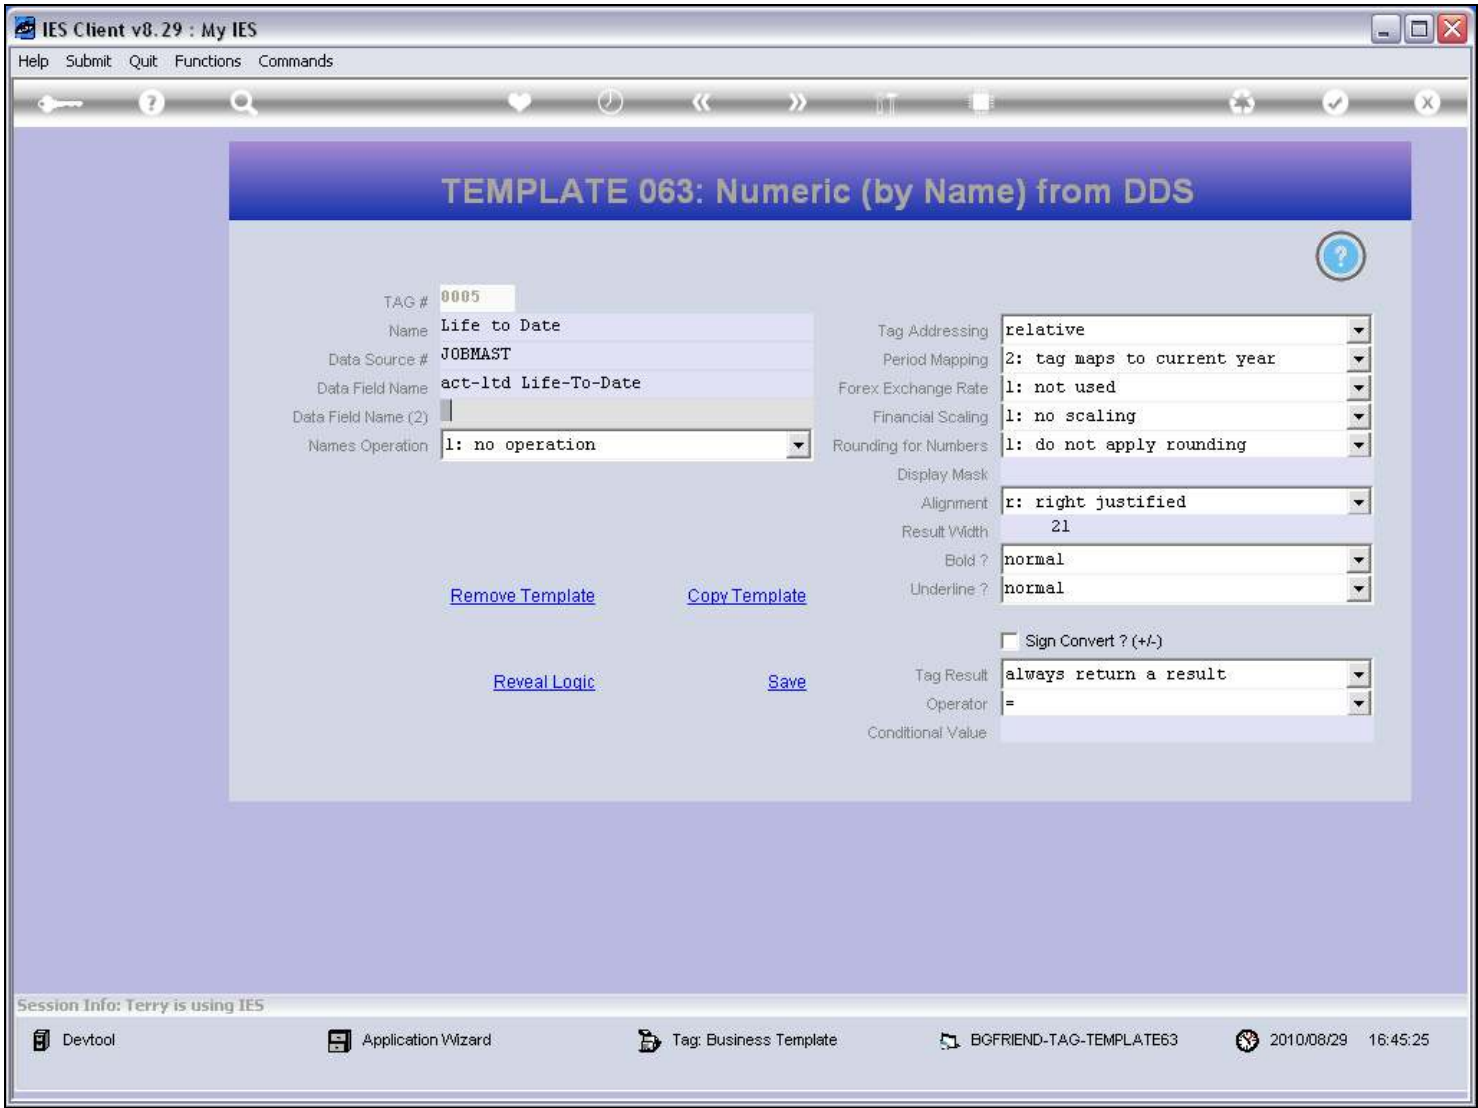 IES Client v8.29 : My IES
Help Submit Quit Functions Commands
TEMPLATE 063: Numeric (by Name) from DDS
TAG # 0005
Name Life to Date
Data Source # JOBMAST
Data Field Name act-ltd Life-To-Date
Data Field Name (2)
Names Operation 1: no operation
Remove Template Copy Template
Reveal Logic Save
Tag Addressing relative
Period Mapping 2: tag maps to current year
Forex Exchange Rate 1: not used
Financial Scaling 1: no scaling
Rounding for Numbers 1: do not apply rounding
Display Mask
Alignment r: right justified
Result Width 21
Bold ? normal
Underline ? normal
Sign Convert ? (+/-)
Tag Result always return a result
Operator =
Conditional Value
Session Info: Terry is using IES
Devtool Application Wizard Tag: Business Template BGFRIEND-TAG-TEMPLATE63 2010/08/29 16:45:25